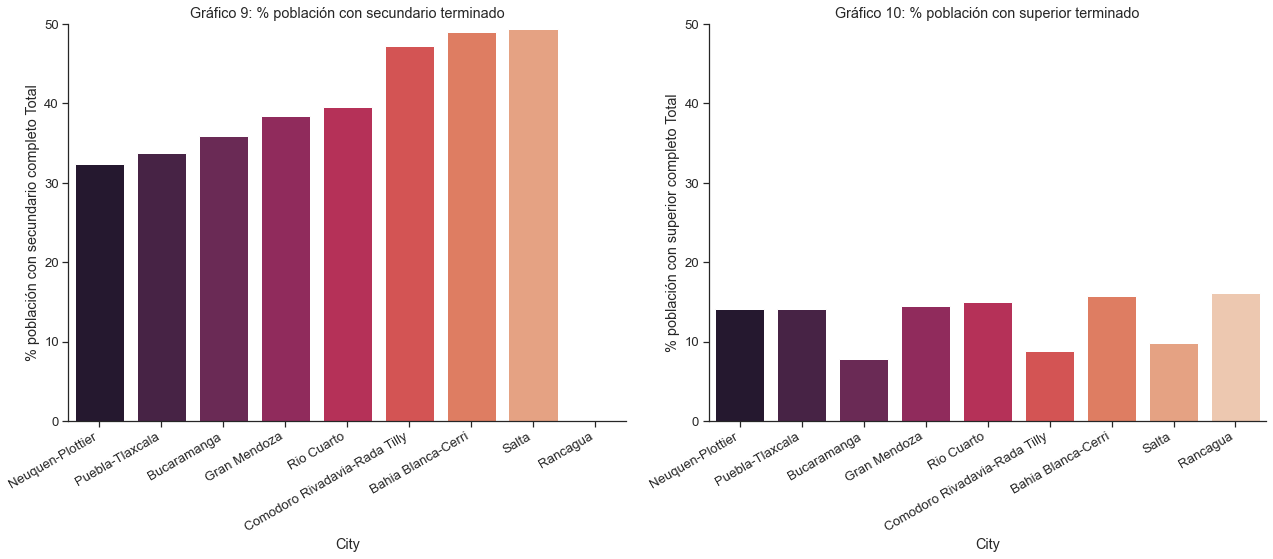 Gráfico 9: % población con secundario terminado
% población con secundario completo Total
50
40
30
20
10
0
Neuquen-Plottier
Puebla-Tlaxcala
Bucaramanga
Gran Mendoza
Rio Cuarto
Comodoro Rivadavia-Rada Tilly
Bahia Blanca-Cerri
Salta
Rancagua
City
Gráfico 10: % población con superior terminado
% población con superior completo Total
50
40
30
20
10
0
Neuquen-Plottier
Puebla-Tlaxcala
Bucaramanga
Gran Mendoza
Rio Cuarto
Comodoro Rivadavia-Rada Tilly
Bahia Blanca-Cerri
Salta
Rancagua
City